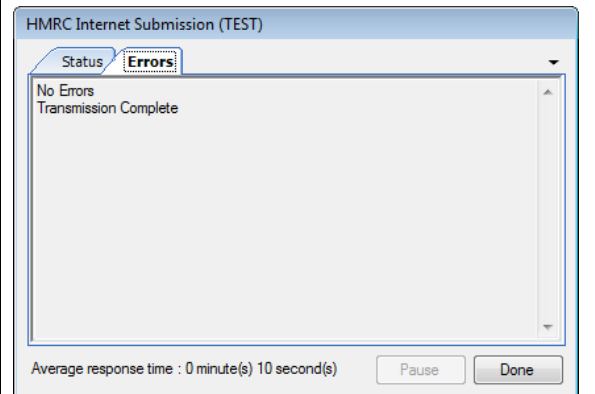 HMRC Internet Submission (TEST)
Status Errors
No Errors
Transmission Complete
Average response time : 0 minute(s) 10 second(s) Pause Done